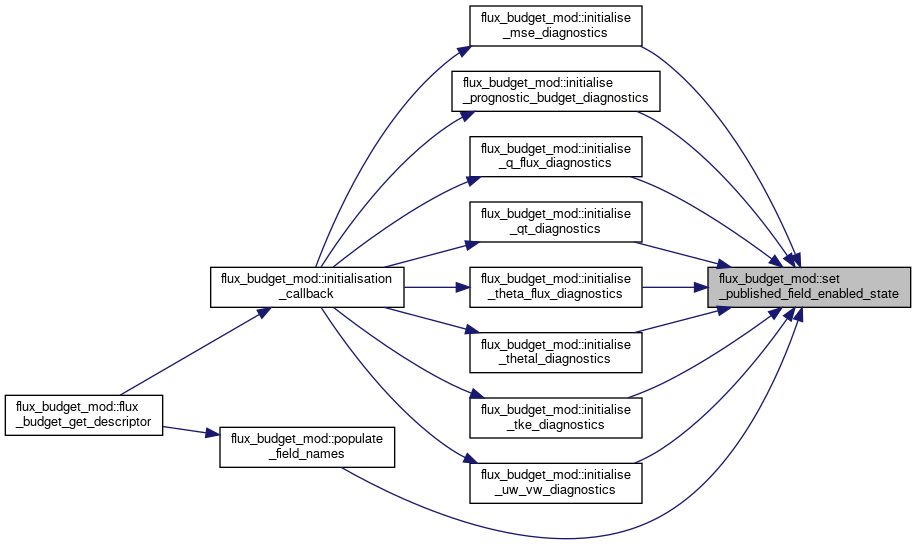 flux_budget_mod::initialise
_mse_diagnostics
flux_budget_mod::initialise
_prognostic_budget_diagnostics
flux_budget_mod::initialise
_q_flux_diagnostics
flux_budget_mod::initialise
_qt_diagnostics
flux_budget_mod::initialisation
_callback
flux_budget_mod::initialise
_theta_flux_diagnostics
flux_budget_mod::set
_published_field_enabled_state
flux_budget_mod::initialise
_thetal_diagnostics
flux_budget_mod::flux
_budget_get_descriptor
flux_budget_mod::initialise
_tke_diagnostics
flux_budget_mod::populate
_field_names
flux_budget_mod::initialise
_uw_vw_diagnostics